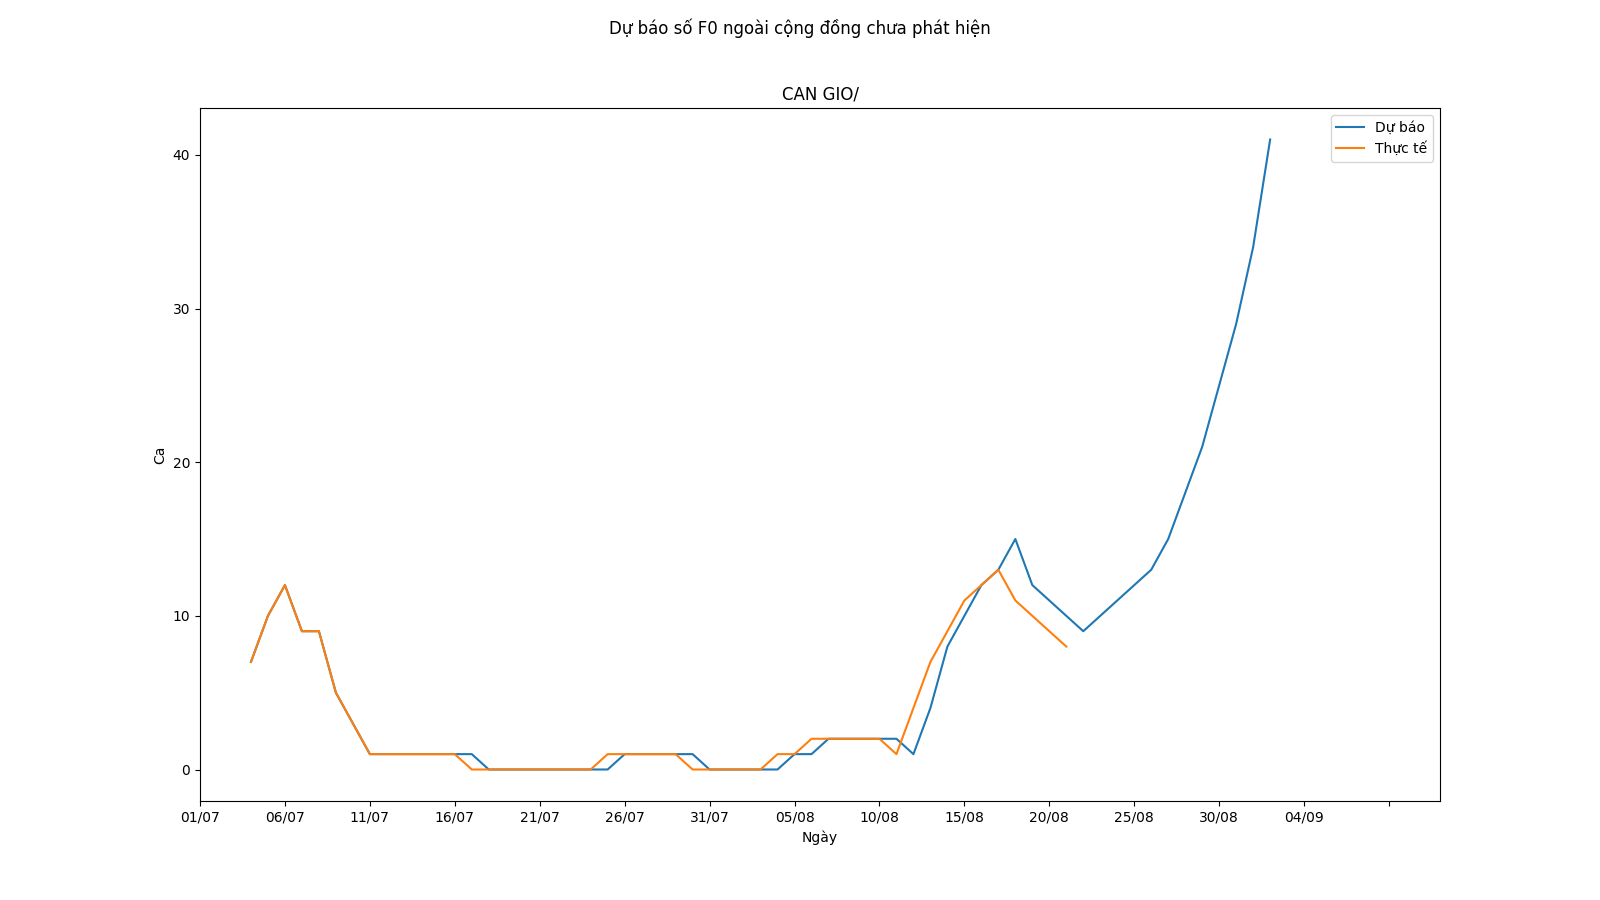 Dự báo số F0 ngoài cộng đồng chưa phát hiện
CAN GIO/
Dự báo
Thực tế
40
30
20
10
0
Ca
01/07 06/07 11/07 16/07 21/07 26/07 31/07 05/08 10/08 15/08 20/08 25/08 30/08 04/09
Ngày